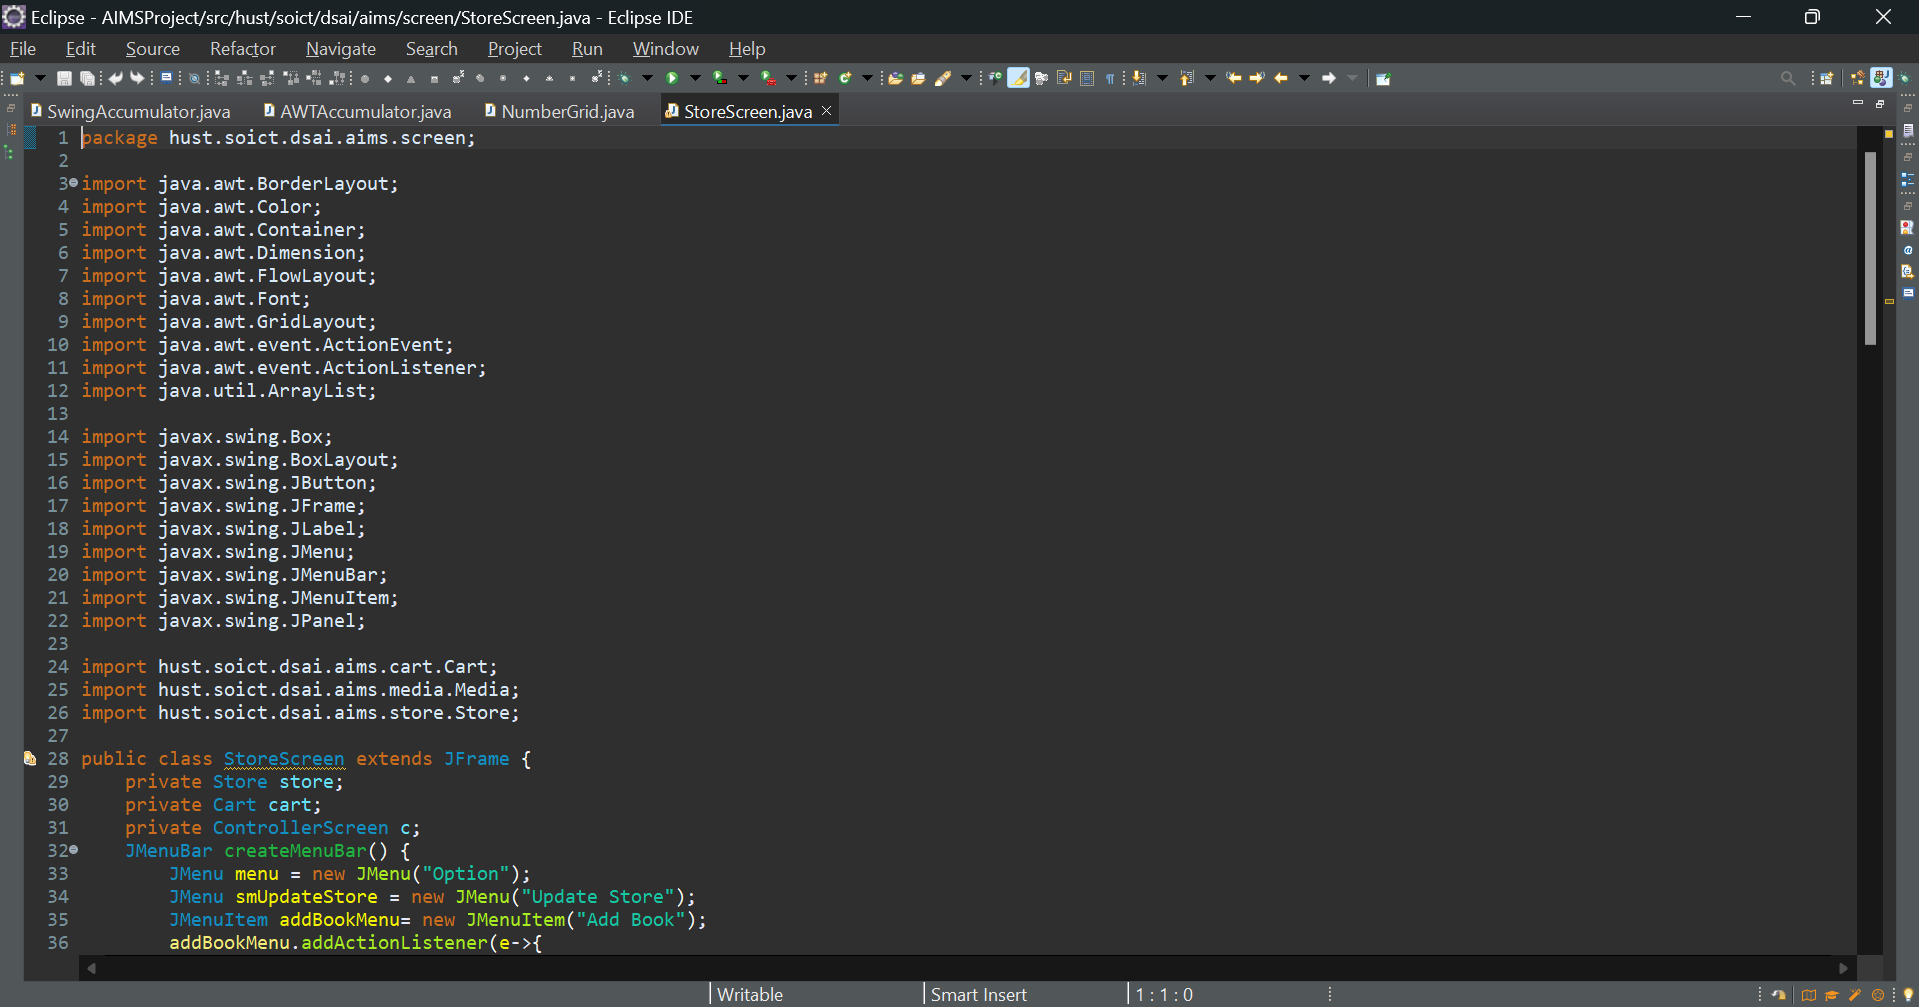 Eclipse - AIMSProject/src/hust/soict/dsai/aims/screen/StoreScreen.java - Eclipse IDE
File Edit Source Refactor Navigate Search Project Run Window Help
SwingAccumulator.java AWTAccumulator.java NumberGrid.java StoreScreen.java
1 package hust.soict.dsai.aims.screen;
2
3 import java.awt.BorderLayout;
4 import java.awt.Color;
5 import java.awt.Container;
6 import java.awt.Dimension;
7 import java.awt.FlowLayout;
8 import java.awt.Font;
9 import java.awt.GridLayout;
10 import java.awt.event.ActionEvent;
11 import java.awt.event.ActionListener;
12 import java.util.ArrayList;
13
14 import javax.swing.Box;
15 import javax.swing.BoxLayout;
16 import javax.swing.JButton;
17 import javax.swing.JFrame;
18 import javax.swing.JLabel;
19 import javax.swing.JMenu;
20 import javax.swing.JMenuBar;
21 import javax.swing.JMenuItem;
22 import javax.swing.JPanel;
23
24 import hust.soict.dsai.aims.cart.Cart;
25 import hust.soict.dsai.aims.media.Media;
26 import hust.soict.dsai.aims.store.Store;
27
28 public class StoreScreen extends JFrame {
29 private Store store;
30 private Cart cart;
31 private ControllerScreen c;
32 JMenuBar createMenuBar() {
33 JMenu menu = new JMenu("Option");
34 JMenu smUpdateStore = new JMenu("Update Store");
35 JMenuItem addBookMenu= new JMenuItem("Add Book");
36 addBookMenu.addActionListener(e->{
Writable Smart Insert 1 : 1 : 0